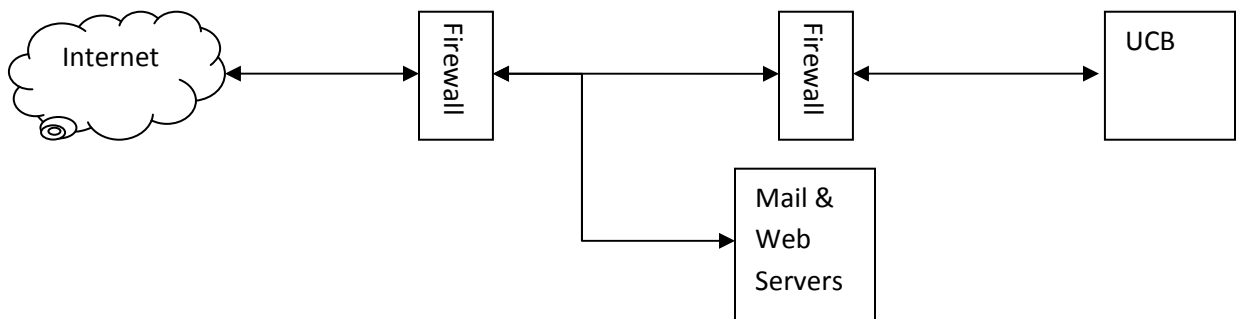 Internet
Firewall
Firewall
UCB
Mail &
Web
Servers